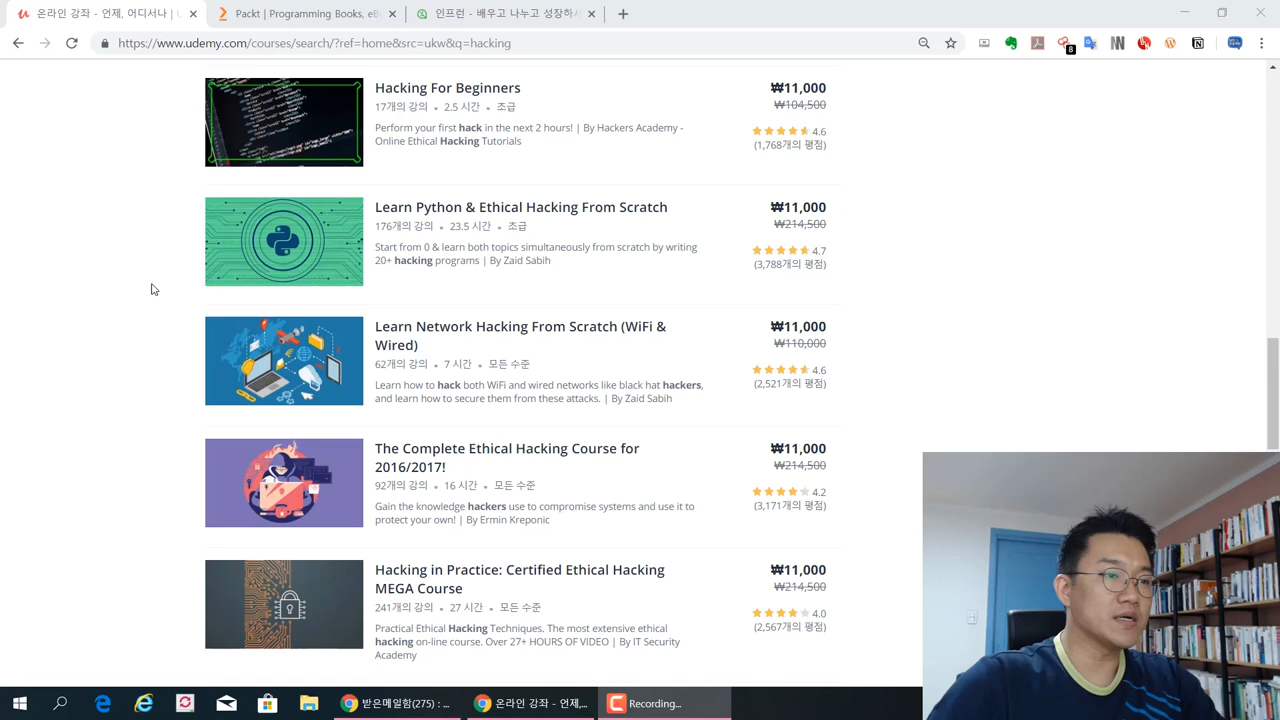 온라인 강좌 - 언제, 어디서나 | U
Packt | Programming Books, eB
인프런 - 배우고 나누고 성장하세
https://www.udemy.com/courses/search/?ref=home&src=ukw&q=hacking
8
Hacking For Beginners
₩11,000
17개의 강의 • 2.5 시간 • 초급
₩104,500
Perform your first hack in the next 2 hours! | By Hackers Academy -
Online Ethical Hacking Tutorials
4.6
(1,768개의 평점)
Learn Python & Ethical Hacking From Scratch
₩11,000
176개의 강의 • 23.5 시간 • 초급
₩214,500
Start from 0 & learn both topics simultaneously from scratch by writing
20+ hacking programs | By Zaid Sabih
4.7
(3,788개의 평점)
Learn Network Hacking From Scratch (WiFi &
Wired)
₩11,000
₩110,000
62개의 강의 • 7 시간 • 모든 수준
Learn how to hack both WiFi and wired networks like black hat hackers,
and learn how to secure them from these attacks. | By Zaid Sabih
4.6
(2,521개의 평점)
The Complete Ethical Hacking Course for
2016/2017!
₩11,000
₩214,500
92개의 강의 • 16 시간 • 모든 수준
Gain the knowledge hackers use to compromise systems and use it to
protect your own! | By Ermin Kreponic
4.2
(3,171개의 평점)
Hacking in Practice: Certified Ethical Hacking
MEGA Course
₩11,000
₩214,500
241개의 강의 • 27 시간 • 모든 수준
Practical Ethical Hacking Techniques. The most extensive ethical
hacking on-line course. Over 27+ HOURS OF VIDEO | By IT Security
Academy
4.0
(2,567개의 평점)
받은메일함(275) : ...
온라인 강좌 - 언제,...
Recording...